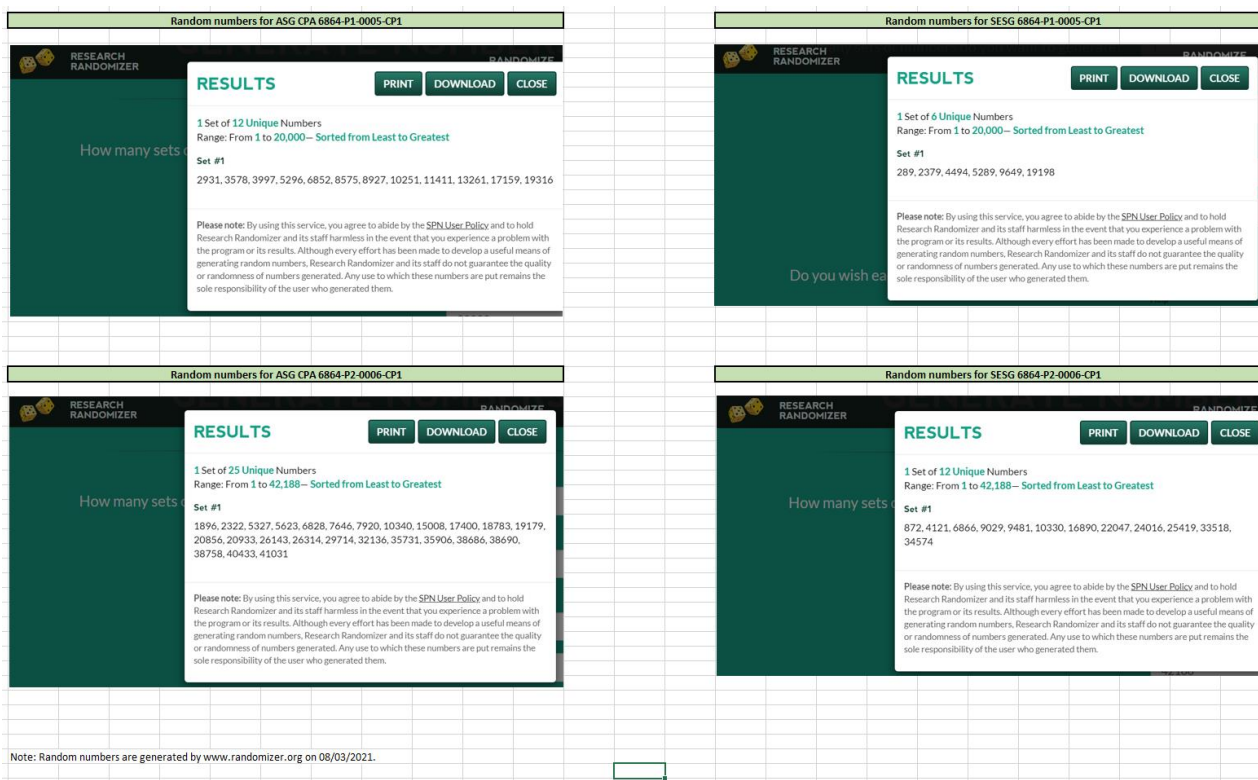 Random numbers for ASG CPA 6864-P1-0005-CP1
RESEARCH
RANDOMIZER
RANDOMIZE
RESULTS
PRINT
DOWNLOAD
CLOSE
1 Set of 12 Unique Numbers
Range: From 1 to 20,000— Sorted from Least to Greatest
How many sets
Set #1
2931, 3578, 3997, 5296, 6852, 8575, 8927, 10251, 11411, 13261, 17159, 19316
Please note: By using this service, you agree to abide by the SPN User Policy and to hold
Research Randomizer and its staff harmless in the event that you experience a problem with
the program or its results. Although every effort has been made to develop a useful means of
generating random numbers, Research Randomizer and its staff do not guarantee the quality
or randomness of numbers generated. Any use to which these numbers are put remains the
sole responsibility of the user who generated them.
Random numbers for SESG 6864-P1-0005-CP1
RESEARCH
RANDOMIZER
RANDOMIZE
RESULTS
PRINT
DOWNLOAD
CLOSE
1 Set of 6 Unique Numbers
Range: From 1 to 20,000— Sorted from Least to Greatest
Set #1
289, 2379, 4494, 5289, 9649, 19198
Please note: By using this service, you agree to abide by the SPN User Policy and to hold
Research Randomizer and its staff harmless in the event that you experience a problem with
the program or its results. Although every effort has been made to develop a useful means of
generating random numbers, Research Randomizer and its staff do not guarantee the quality
or randomness of numbers generated. Any use to which these numbers are put remains the
sole responsibility of the user who generated them.
Do you wish ea
Random numbers for ASG CPA 6864-P2-0006-CP1
RESEARCH
RANDOMIZER
RANDOMIZE
RESULTS
PRINT
DOWNLOAD
CLOSE
1 Set of 25 Unique Numbers
Range: From 1 to 42,188— Sorted from Least to Greatest
How many sets
Set #1
1896, 2322, 5327, 5623, 6828, 7646, 7920, 10340, 15008, 17400, 18783, 19179,
20856, 20933, 26143, 26314, 29714, 32136, 35731, 35906, 38686, 38690,
38758, 40433, 41031
Please note: By using this service, you agree to abide by the SPN User Policy and to hold
Research Randomizer and its staff harmless in the event that you experience a problem with
the program or its results. Although every effort has been made to develop a useful means of
generating random numbers, Research Randomizer and its staff do not guarantee the quality
or randomness of numbers generated. Any use to which these numbers are put remains the
sole responsibility of the user who generated them.
Random numbers for SESG 6864-P2-0006-CP1
RESEARCH
RANDOMIZER
RANDOMIZE
RESULTS
PRINT
DOWNLOAD
CLOSE
1 Set of 12 Unique Numbers
Range: From 1 to 42,188— Sorted from Least to Greatest
How many sets
Set #1
872, 4121, 6866, 9029, 9481, 10330, 16890, 22047, 24016, 25419, 33518,
34574
Please note: By using this service, you agree to abide by the SPN User Policy and to hold
Research Randomizer and its staff harmless in the event that you experience a problem with
the program or its results. Although every effort has been made to develop a useful means of
generating random numbers, Research Randomizer and its staff do not guarantee the quality
or randomness of numbers generated. Any use to which these numbers are put remains the
sole responsibility of the user who generated them.
Note: Random numbers are generated by www.randomizer.org on 08/03/2021.